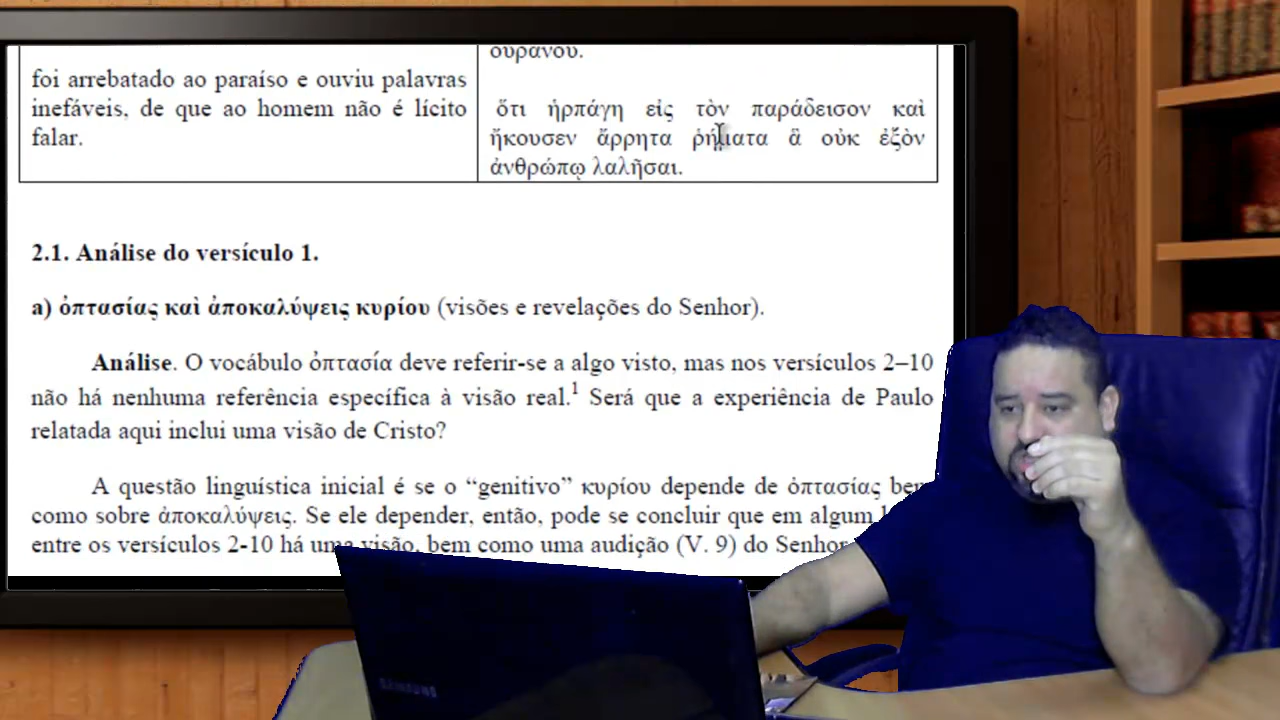 foi arrebatado ao paraíso e ouviu palavras
inefáveis, de que ao homem não é lícito
falar.
οὐρανοῦ.
ὅτι ἡρπάγη εἰς τὸν παράδεισον καὶ
ἤκουσεν ἄρρητα ῥήματα ἃ οὐκ ἐξὸν
ἀνθρώπῳ λαλῆσαι.
2.1. Análise do versículo 1.
a) ὀπτασίας καὶ ἀποκαλύψεις κυρίου (visões e revelações do Senhor).
Análise. O vocábulo ὀπτασία deve referir-se a algo visto, mas nos versículos 2–10
não há nenhuma referência específica à visão real.1 Será que a experiência de Paulo
relatada aqui inclui uma visão de Cristo?
A questão linguística inicial é se o “genitivo” κυρίου depende de ὀπτασίας
como sobre ἀποκαλύψεις. Se ele depender, então, pode se concluir que em algum
entre os versículos 2-10 há uma visão, bem como uma audição (V. 9) do Senhor
SAMSUNG